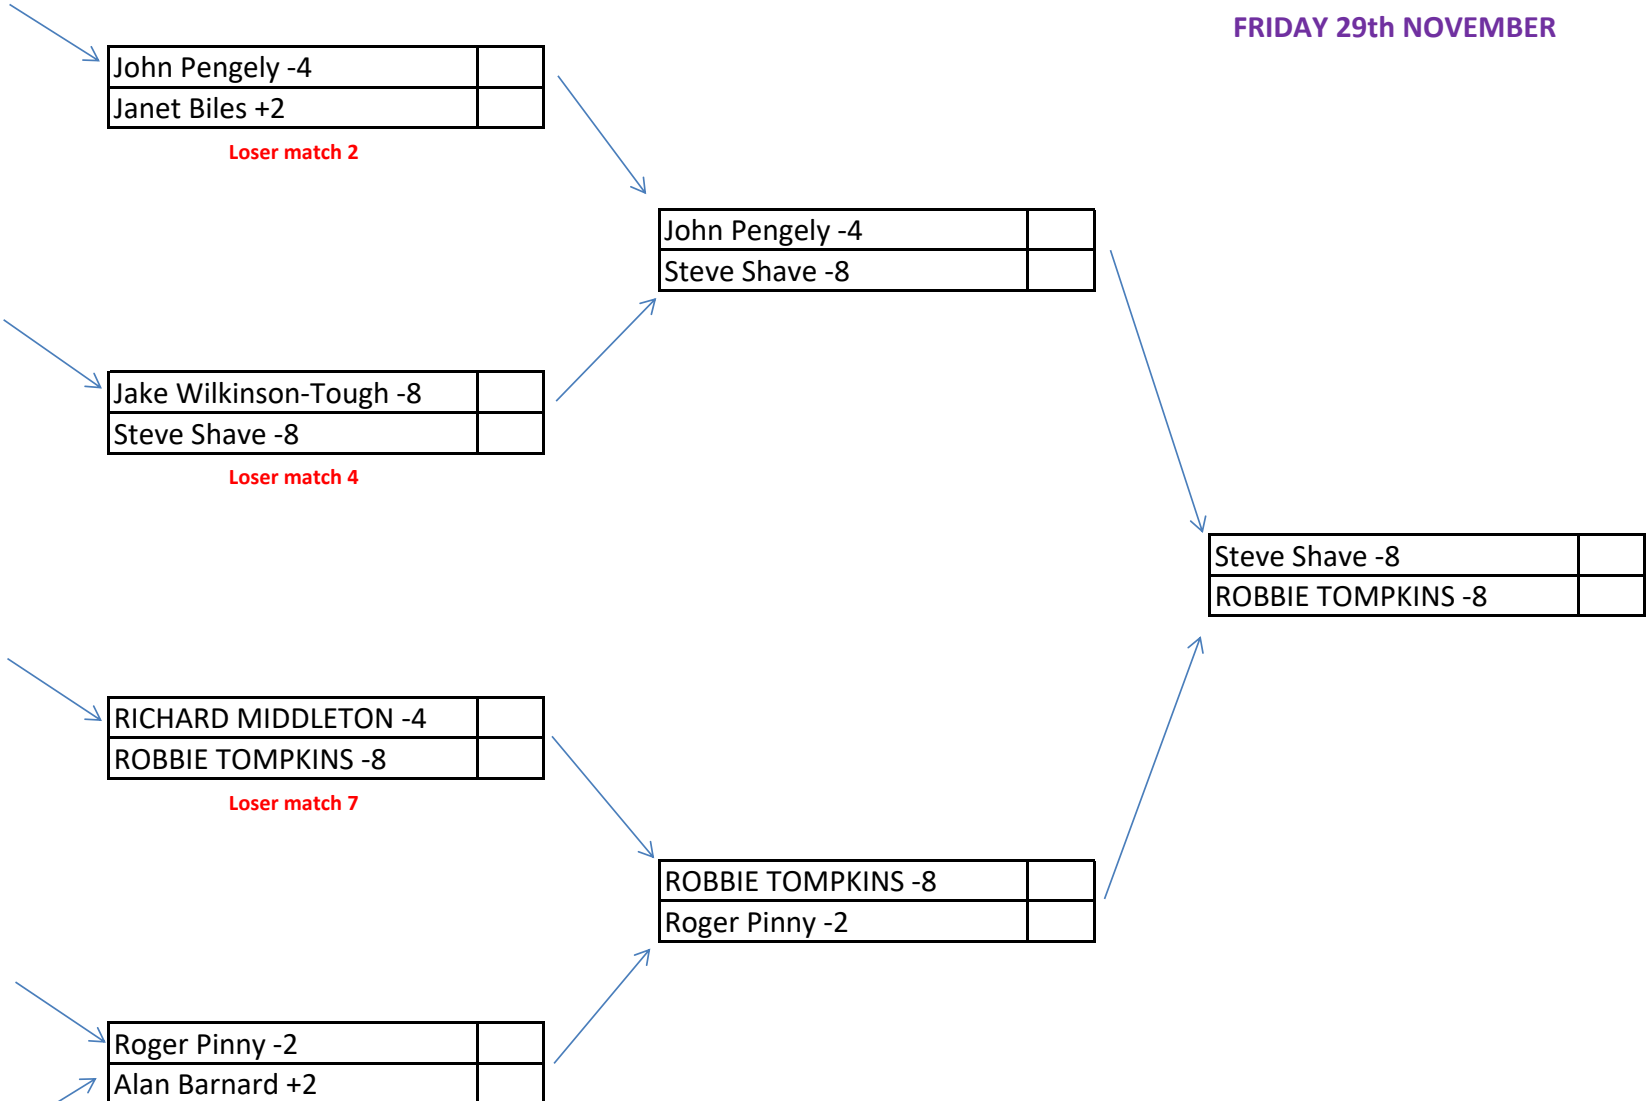 FRIDAY 29th NOVEMBER
John Pengely -4
Janet Biles +2
Loser match 2
John Pengely -4
Steve Shave -8
Jake Wilkinson-Tough -8
Steve Shave -8
Loser match 4
Steve Shave -8
ROBBIE TOMPKINS -8
RICHARD MIDDLETON -4
ROBBIE TOMPKINS -8
Loser match 7
ROBBIE TOMPKINS -8
Roger Pinny -2
Roger Pinny -2
Alan Barnard +2